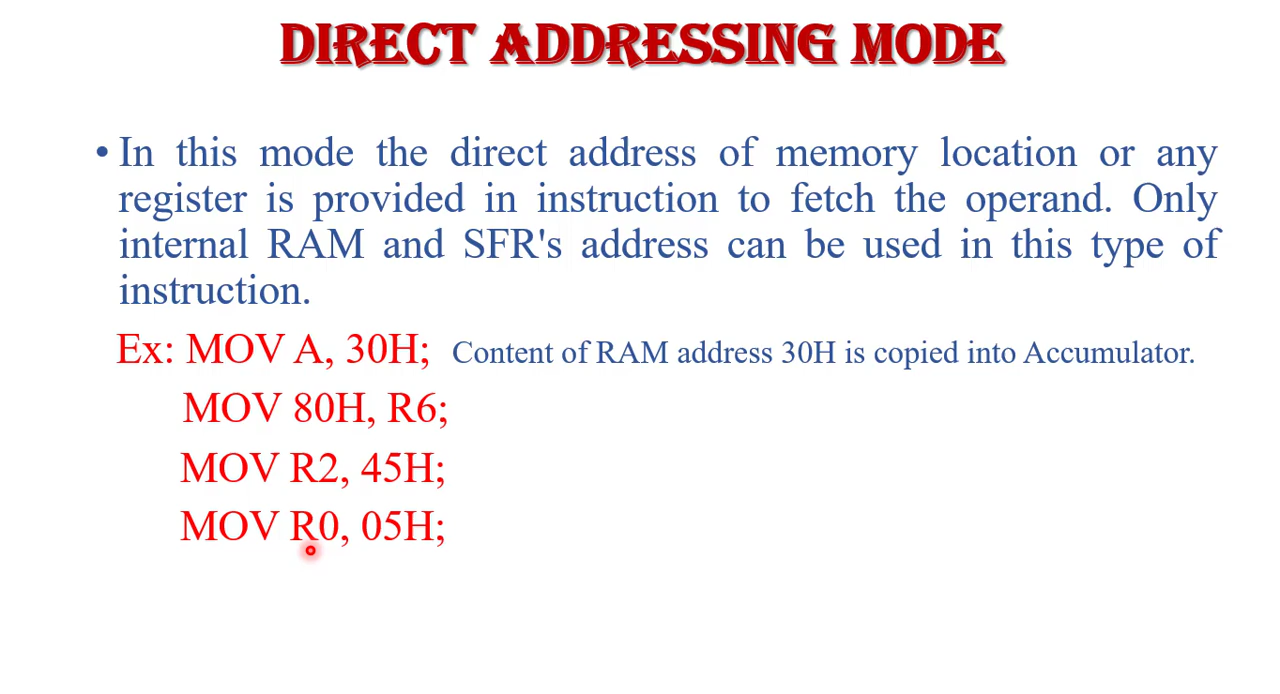 DIRECT ADDRESSING MODE
• In this mode the direct address of memory location or any
register is provided in instruction to fetch the operand. Only
internal RAM and SFR's address can be used in this type of
instruction.
Ex: MOV A, 30H; Content of RAM address 30H is copied into Accumulator.
MOV 80H, R6;
MOV R2, 45H;
MOV R0, 05H;